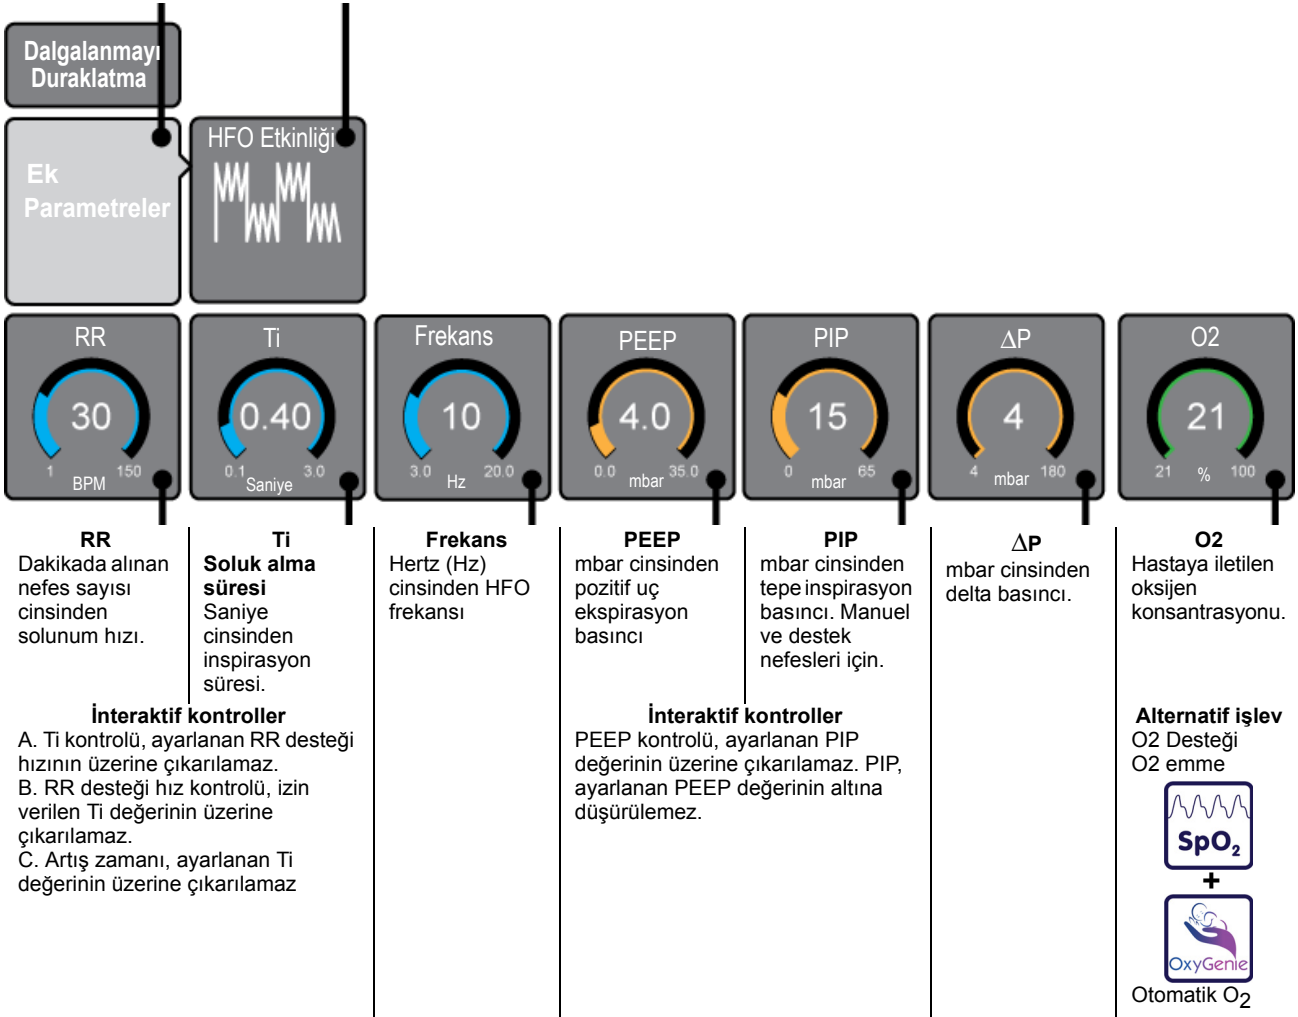 Dalgalanmayı
Duraklatma
Ek
Parametreler
HFO Etkinliği
RR
30
1 150
BPM
Ti
0.40
0.1 3.0
Saniye
Frekans
10
3.0 20.0
Hz
PEEP
4.0
0.0 35.0
mbar
PIP
15
0 65
mbar
ΔP
4
4 180
mbar
O2
21
21 100
%
RR
Dakikada alınan
nefes sayısı
cinsinden
solunum hızı.
Ti
Soluk alma
süresi
Saniye
cinsinden
inspirasyon
süresi.
İnteraktif kontroller
A. Ti kontrolü, ayarlanan RR desteği
hızının üzerine çıkarılamaz.
B. RR desteği hız kontrolü, izin
verilen Ti değerinin üzerine
çıkarılamaz.
C. Artış zamanı, ayarlanan Ti
değerinin üzerine çıkarılamaz
Frekans
Hertz (Hz)
cinsinden HFO
frekansı
PEEP
mbar cinsinden
pozitif uç
ekspirasyon
basıncı
PIP
mbar cinsinden
tepe inspirasyon
basıncı. Manuel
ve destek
nefesleri için.
İnteraktif kontroller
PEEP kontrolü, ayarlanan PIP
değerinin üzerine çıkarılamaz. PIP,
ayarlanan PEEP değerinin altına
düşürülemez.
ΔP
mbar cinsinden
delta basıncı.
O2
Hastaya iletilen
oksijen
konsantrasyonu.
Alternatif işlev
O2 Desteği
O2 emme
SpO2
+
OxyGenie
Otomatik O2